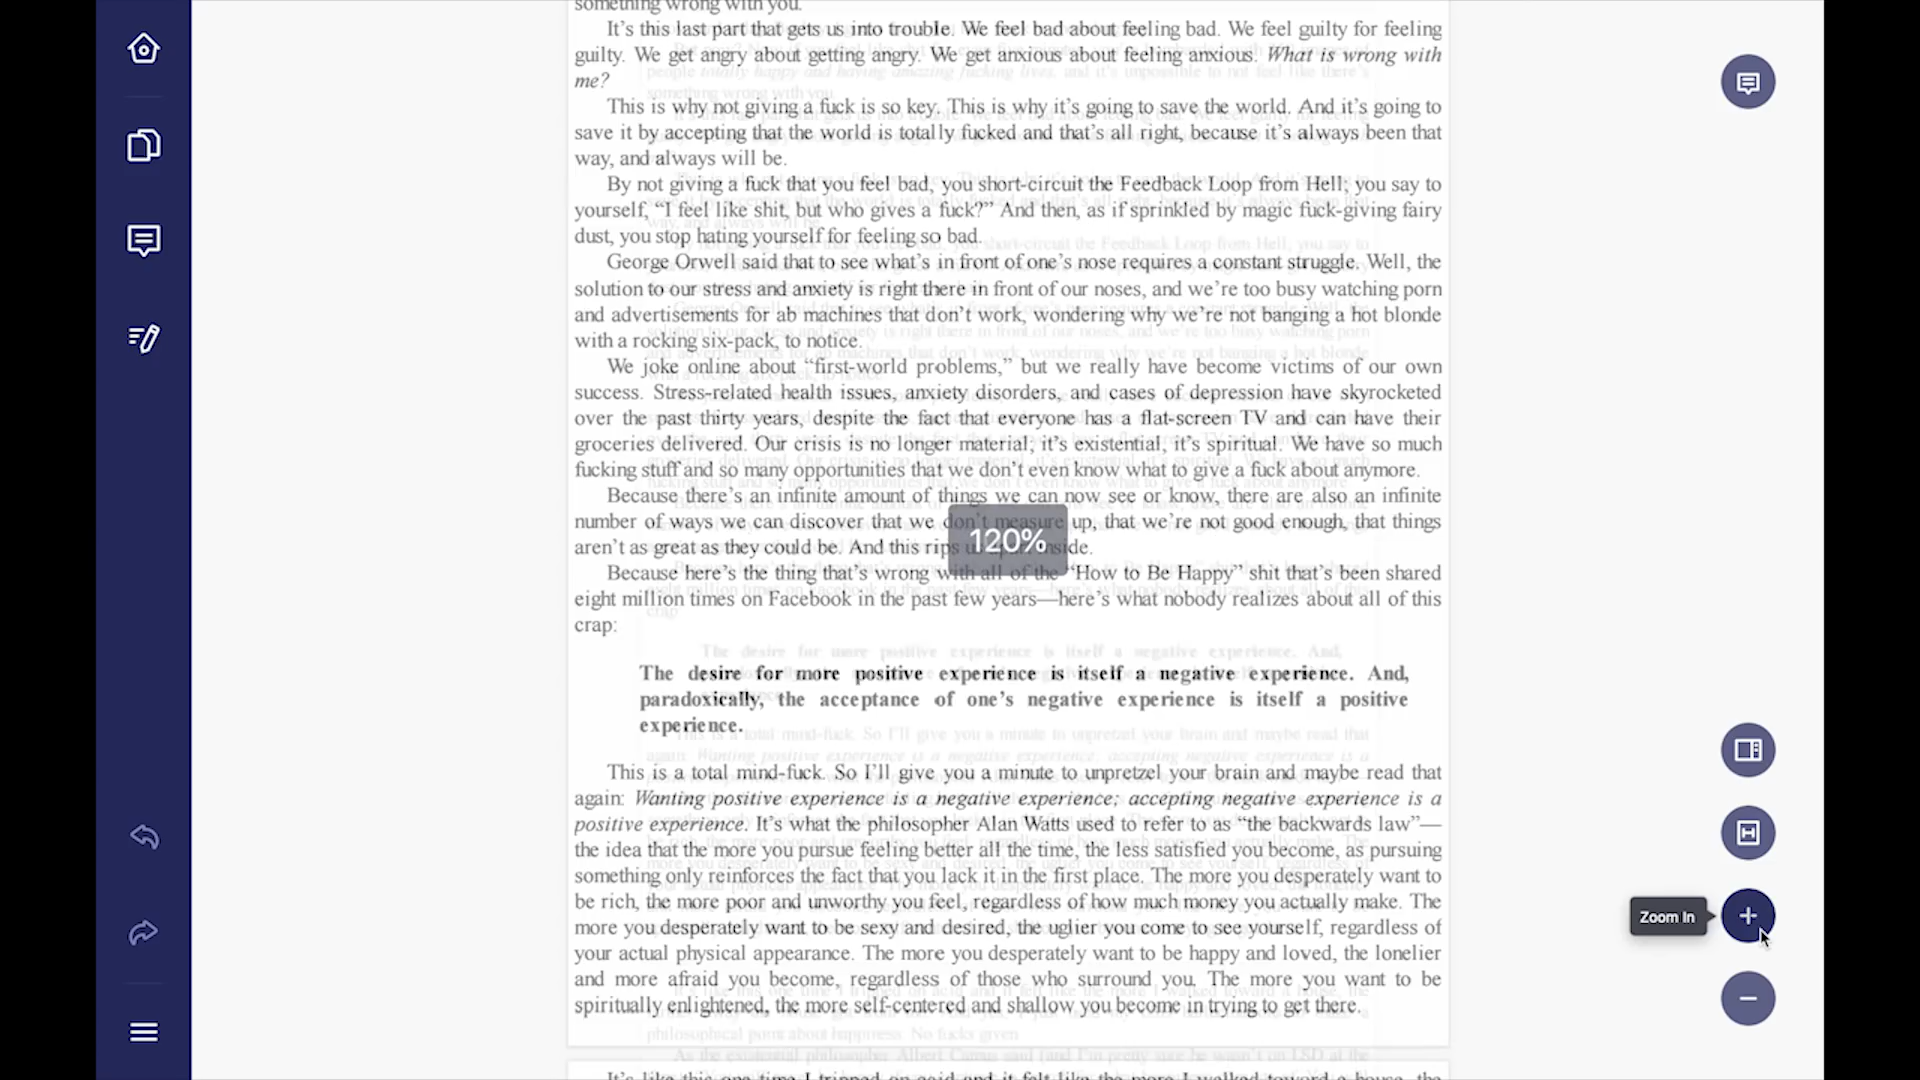 something wrong with you.
It's this last part that gets us into trouble. We feel bad about feeling bad. We feel guilty for feeling
guilty. We get angry about getting angry. We get anxious about feeling anxious. What is wrong with
me?
This is why not giving a fuck is so key. This is why it's going to save the world. And it's going to
save it by accepting that the world is totally fucked and that's all right, because it's always been that
way, and always will be.
By not giving a fuck that you feel bad, you short-circuit the Feedback Loop from Hell; you say to
yourself, “I feel like shit, but who gives a fuck?” And then, as if sprinkled by magic fuck-giving fairy
dust, you stop hating yourself for feeling so bad.
George Orwell said that to see what's in front of one's nose requires a constant struggle. Well, the
solution to our stress and anxiety is right there in front of our noses, and we're too busy watching porn
and advertisements for ab machines that don't work, wondering why we're not banging a hot blonde
with a rocking six-pack, to notice.
We joke online about “first-world problems,” but we really have become victims of our own
success. Stress-related health issues, anxiety disorders, and cases of depression have skyrocketed
over the past thirty years, despite the fact that everyone has a flat-screen TV and can have their
groceries delivered. Our crisis is no longer material; it's existential, it's spiritual. We have so much
fucking stuff and so many opportunities that we don't even know what to give a fuck about anymore.
Because there's an infinite amount of things we can now see or know, there are also an infinite
number of ways we can discover that we don't measure up, that we're not good enough, that things
aren't as great as they could be. And this rips us apart inside.
120%
Because here's the thing that's wrong with all of the “How to Be Happy” shit that's been shared
eight million times on Facebook in the past few years—here's what nobody realizes about all of this
crap:
The desire for more positive experience is itself a negative experience. And,
paradoxically, the acceptance of one's negative experience is itself a positive
experience.
This is a total mind-fuck. So I'll give you a minute to unpretzel your brain and maybe read that
again: Wanting positive experience is a negative experience; accepting negative experience is a
positive experience. It's what the philosopher Alan Watts used to refer to as “the backwards law”—
the idea that the more you pursue feeling better all the time, the less satisfied you become, as pursuing
something only reinforces the fact that you lack it in the first place. The more you desperately want to
be rich, the more poor and unworthy you feel, regardless of how much money you actually make. The
more you desperately want to be sexy and desired, the uglier you come to see yourself, regardless of
your actual physical appearance. The more you desperately want to be happy and loved, the lonelier
and more afraid you become, regardless of those who surround you. The more you want to be
spiritually enlightened, the more self-centered and shallow you become in trying to get there.
Zoom In
It's like this one time I tripped on acid and it felt like the more I walked toward a house, the